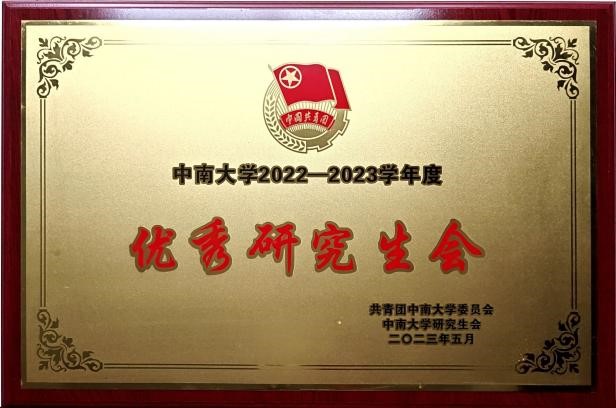 中国共青团
中南大学2022—2023学年度
优秀研究生会
共青团中南大学委员会
中南大学研究生会
二〇二三年五月